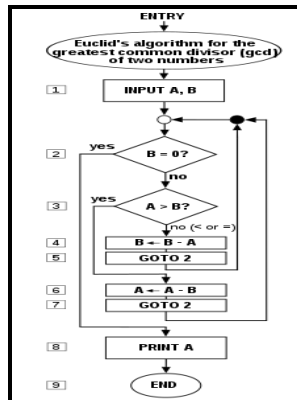 ENTRY
Euclid's algorithm for the
greatest common divisor (gcd)
of two numbers
1 INPUT A, B
2 yes B = 0?
no
3 yes A > B?
no (< or =)
4 B ← B - A
5 GOTO 2
6 A ← A - B
7 GOTO 2
8 PRINT A
9 END